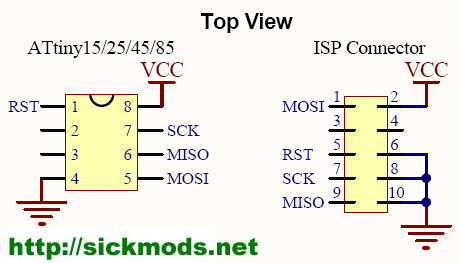 Top View
ATtiny15/25/45/85
VCC
RST 1 8
2 7 SCK
3 6 MISO
4 5 MOSI
ISP Connector
VCC
MOSI 1 2
3 4
RST 5 6
SCK 7 8
MISO 9 10
http://sickmods.net